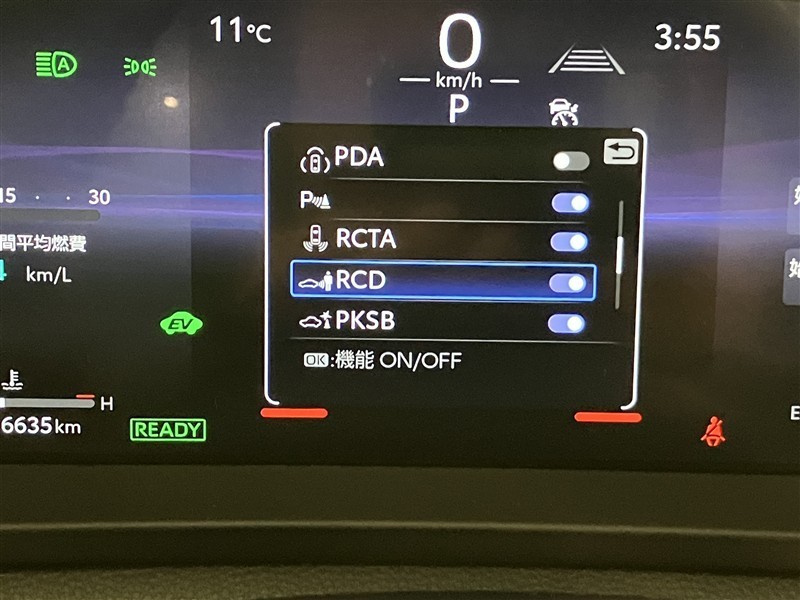 11°C
0
km/h
P
3:55
A
PDA
P
RCTA
RCD
PKSB
OK:機能 ON/OFF
15 · · 30
間平均燃費
km/L
EV
H
6635km
READY
E